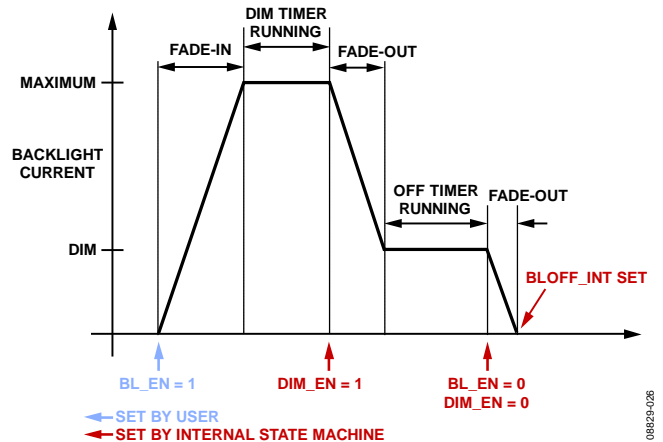 DIM TIMER
RUNNING
FADE-IN
FADE-OUT
MAXIMUM
BACKLIGHT
CURRENT
OFF TIMER
RUNNING
FADE-OUT
DIM
BLOFF_INT SET
BL_EN = 1
DIM_EN = 1
BL_EN = 0
DIM_EN = 0
SET BY USER
SET BY INTERNAL STATE MACHINE
08829-026